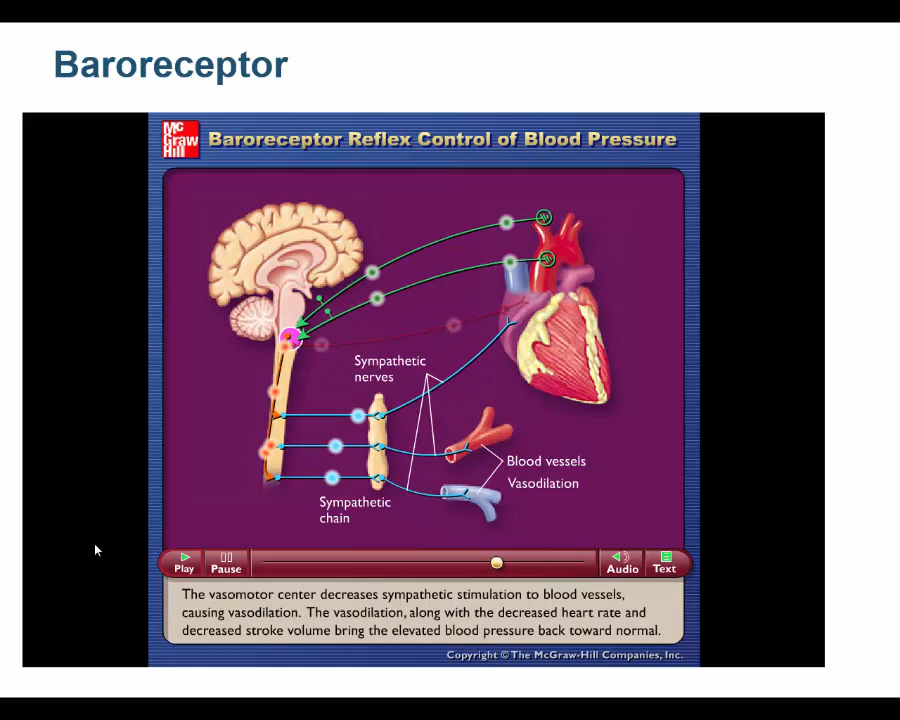 Baroreceptor
Mc
Graw
Hill
Baroreceptor Reflex Control of Blood Pressure
Sympathetic
nerves
Blood vessels
Vasodilation
Sympathetic
chain
Play
Pause
Audio
Text
The vasomotor center decreases sympathetic stimulation to blood vessels,
causing vasodilation. The vasodilation, along with the decreased heart rate and
decreased stroke volume bring the elevated blood pressure back toward normal.
Copyright © The McGraw-Hill Companies, Inc.